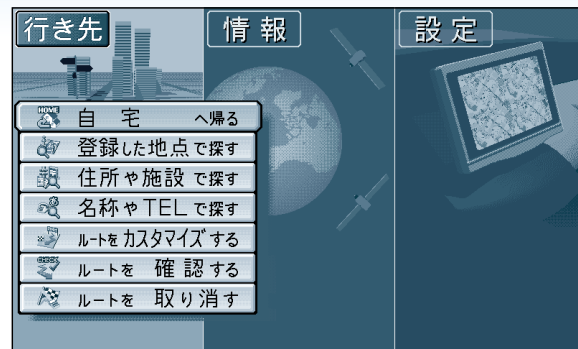 行き先
情報
設定
HOME 自宅へ帰る
登録した地点で探す
住所や施設で探す
名称やTELで探す
ルートをカスタマイズする
CHECK ルートを確認する
ルートを取り消す